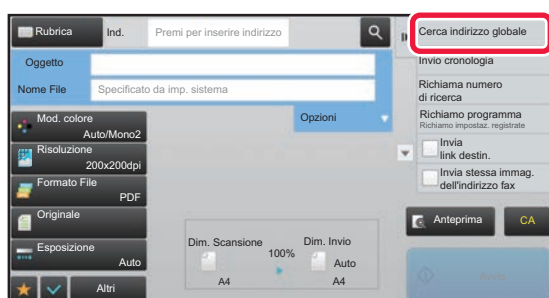 Rubrica
Ind.
Premi per inserire indirizzo
Cerca indirizzo globale
Oggetto
Invio cronologia
Nome File
Specificato da imp. sistema
Richiama numero
di ricerca
Mod. colore
Auto/Mono2
Opzioni
Richiamo programma
Richiamo impostaz. registrate
Risoluzione
200x200dpi
Invia
link destin.
Formato File
PDF
Invia stessa immag.
dell'indirizzo fax
Originale
Anteprima
CA
Esposizione
Auto
Dim. Scansione
100%
Dim. Invio
Auto
A4
A4
Altri
Avvio